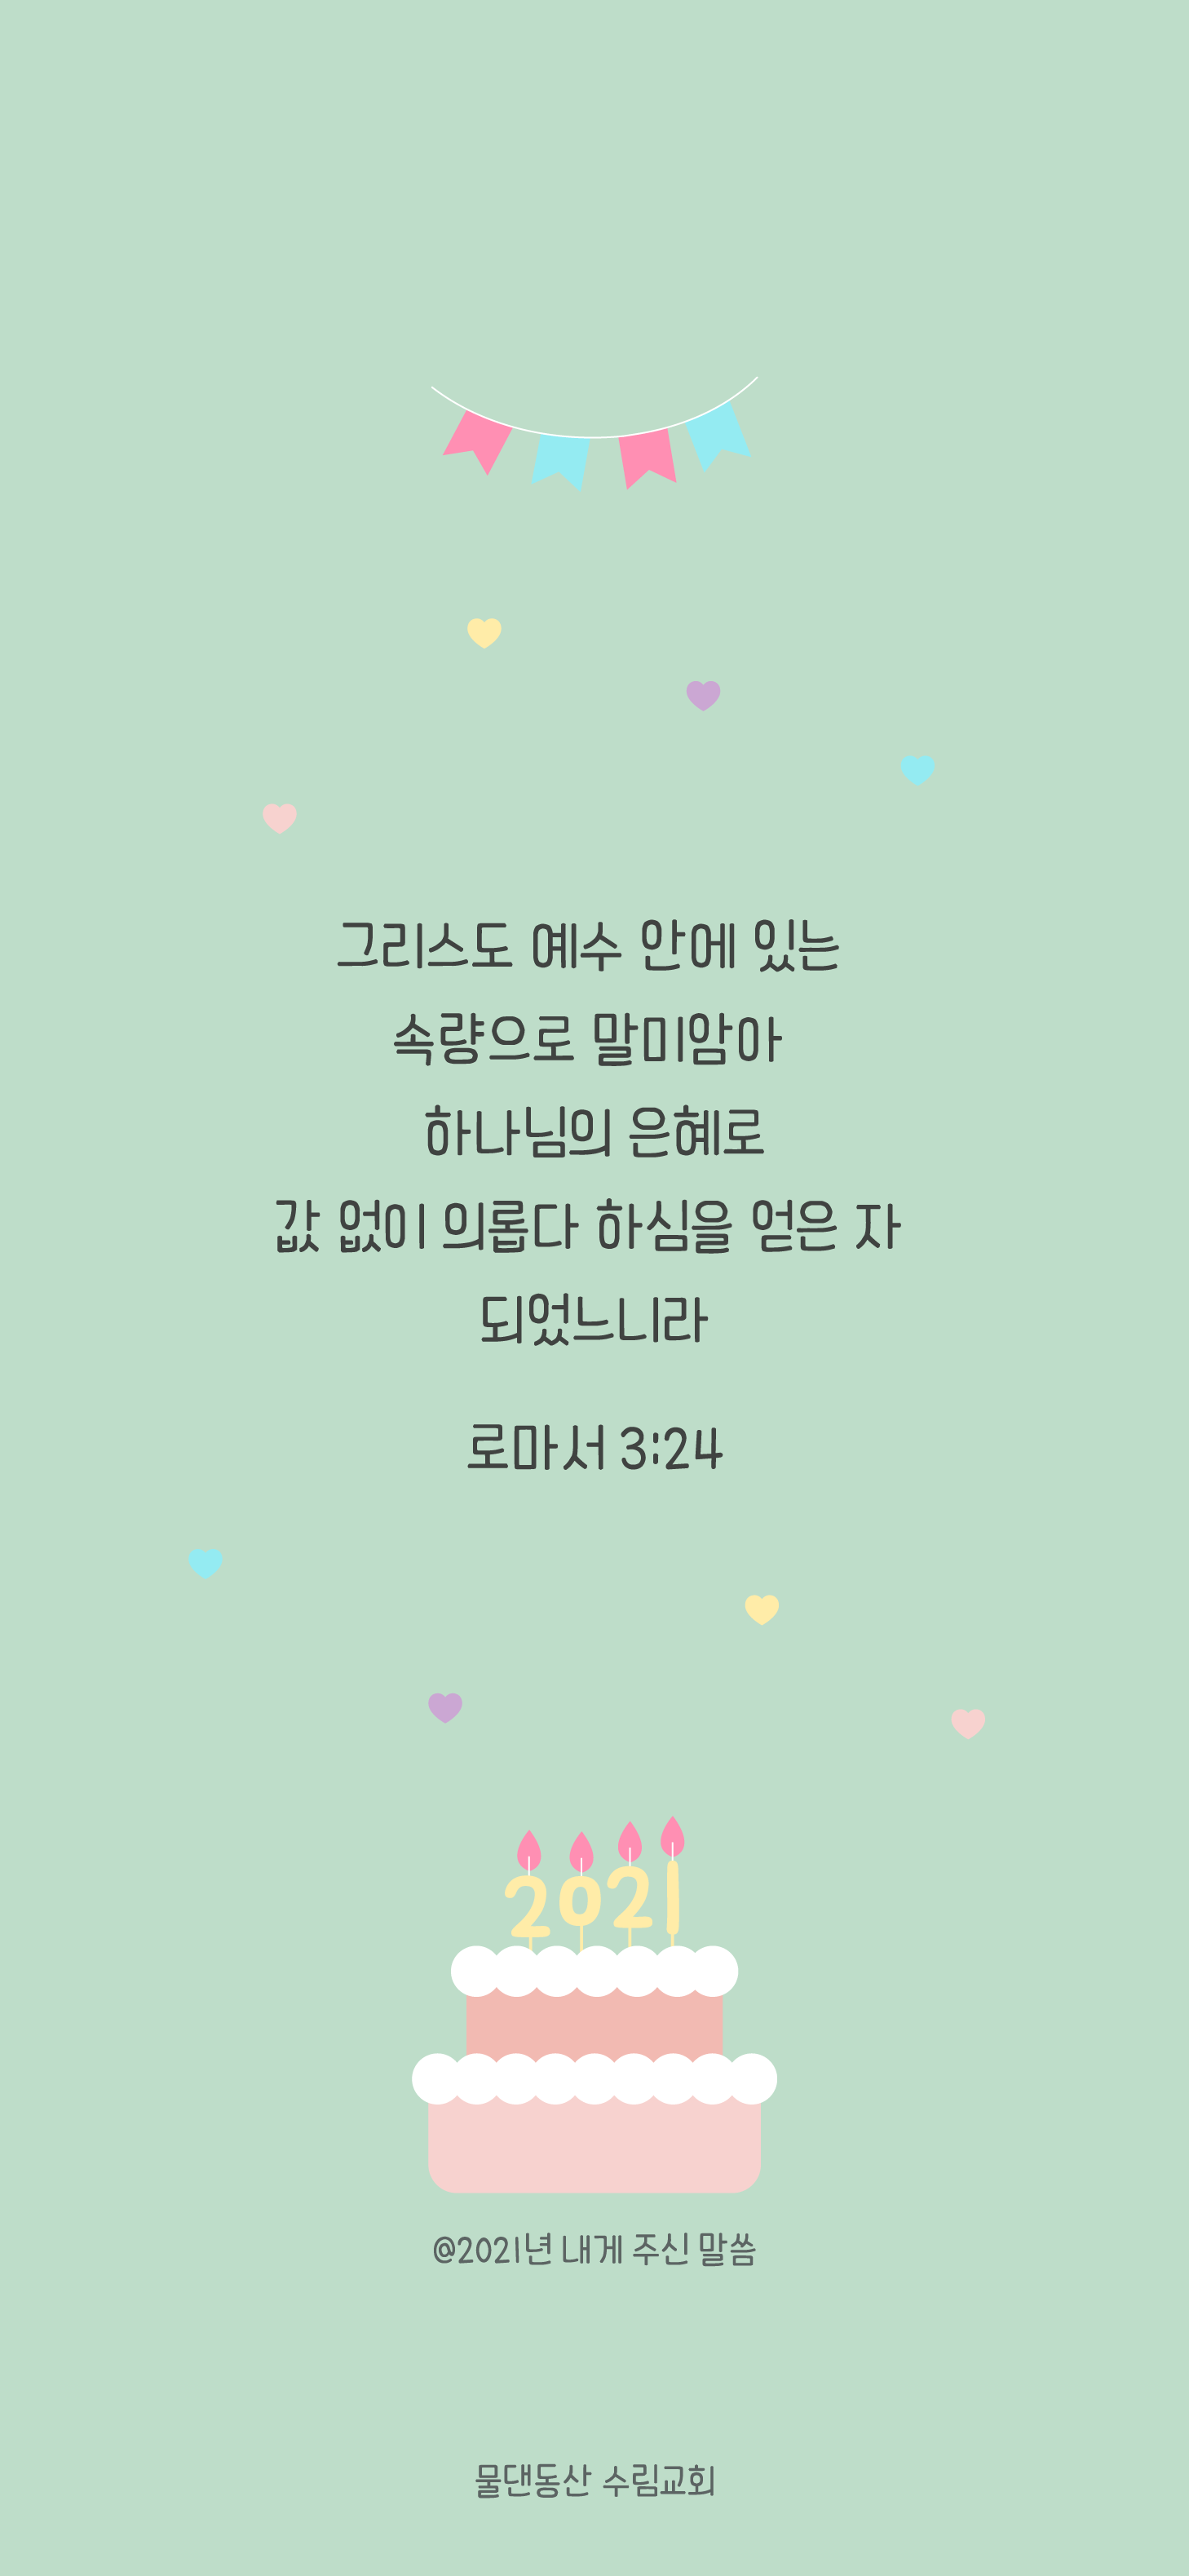 그리스도 예수 안에 있는
속량으로 말미암아
하나님의 은혜로
값 없이 의롭다 하심을 얻은 자
되었느니라
로마서 3:24
2021
@2021년 내게 주신 말씀
물댄동산 수림교회